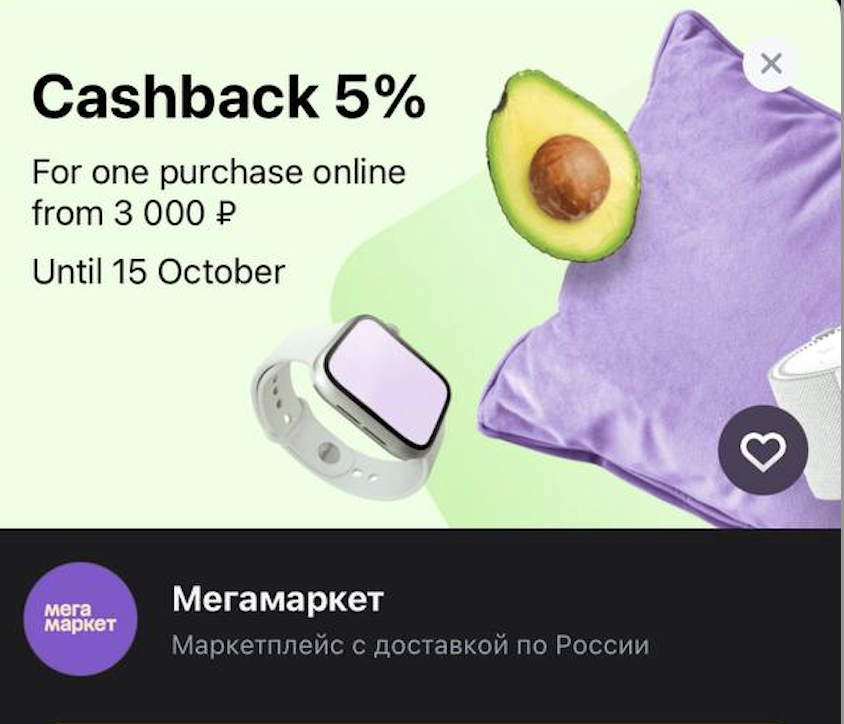 Cashback 5%
For one purchase online
from 3 000 ₽
Until 15 October
мега
маркет
Мегамаркет
Маркетплейс с доставкой по России